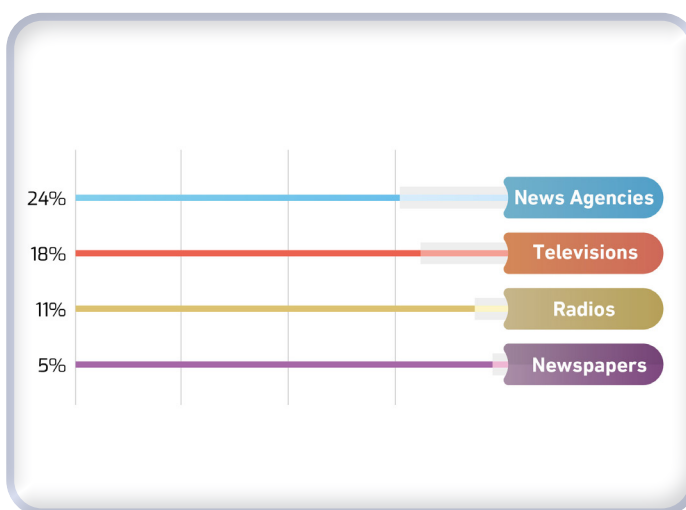 24% News Agencies
18% Televisions
11% Radios
5% Newspapers